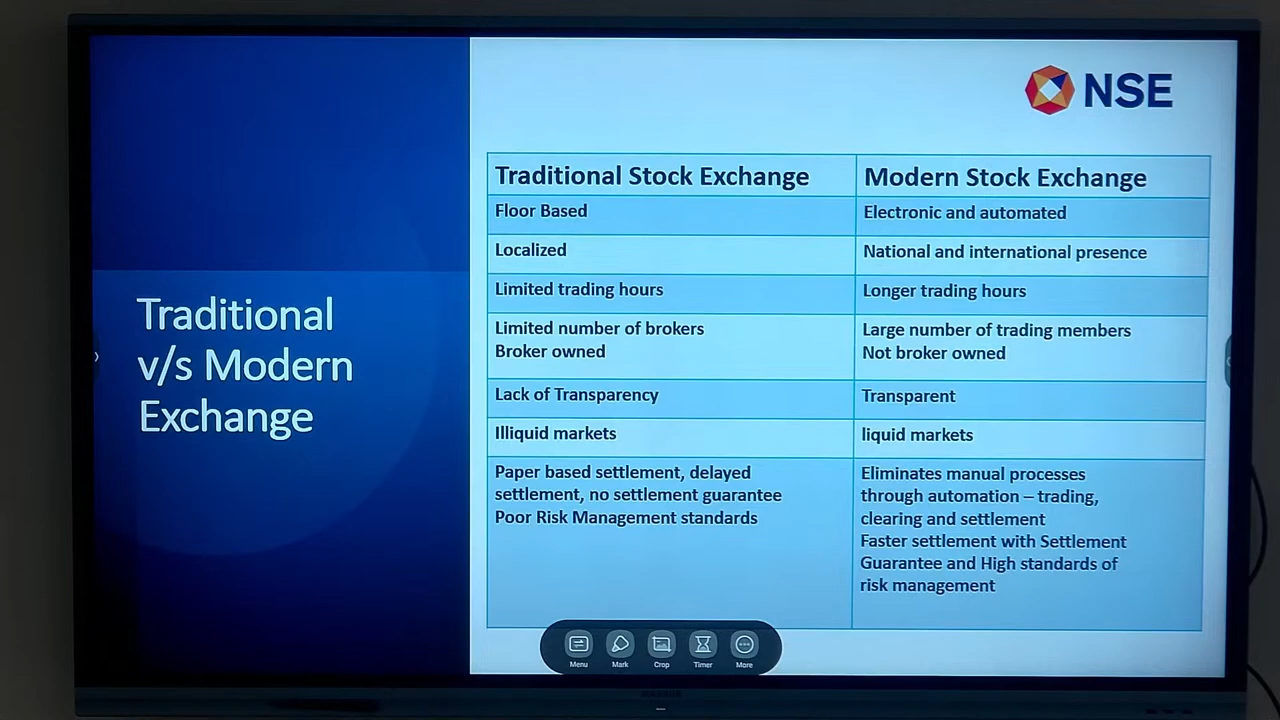 NSE
Traditional
v/s Modern
Exchange
Traditional Stock Exchange
Modern Stock Exchange
Floor Based
Electronic and automated
Localized
National and international presence
Limited trading hours
Longer trading hours
Limited number of brokers
Broker owned
Large number of trading members
Not broker owned
Lack of Transparency
Transparent
Illiquid markets
liquid markets
Paper based settlement, delayed
settlement, no settlement guarantee
Poor Risk Management standards
Eliminates manual processes
through automation – trading,
clearing and settlement
Faster settlement with Settlement
Guarantee and High standards of
risk management
Menu
Mark
Crop
Timer
More